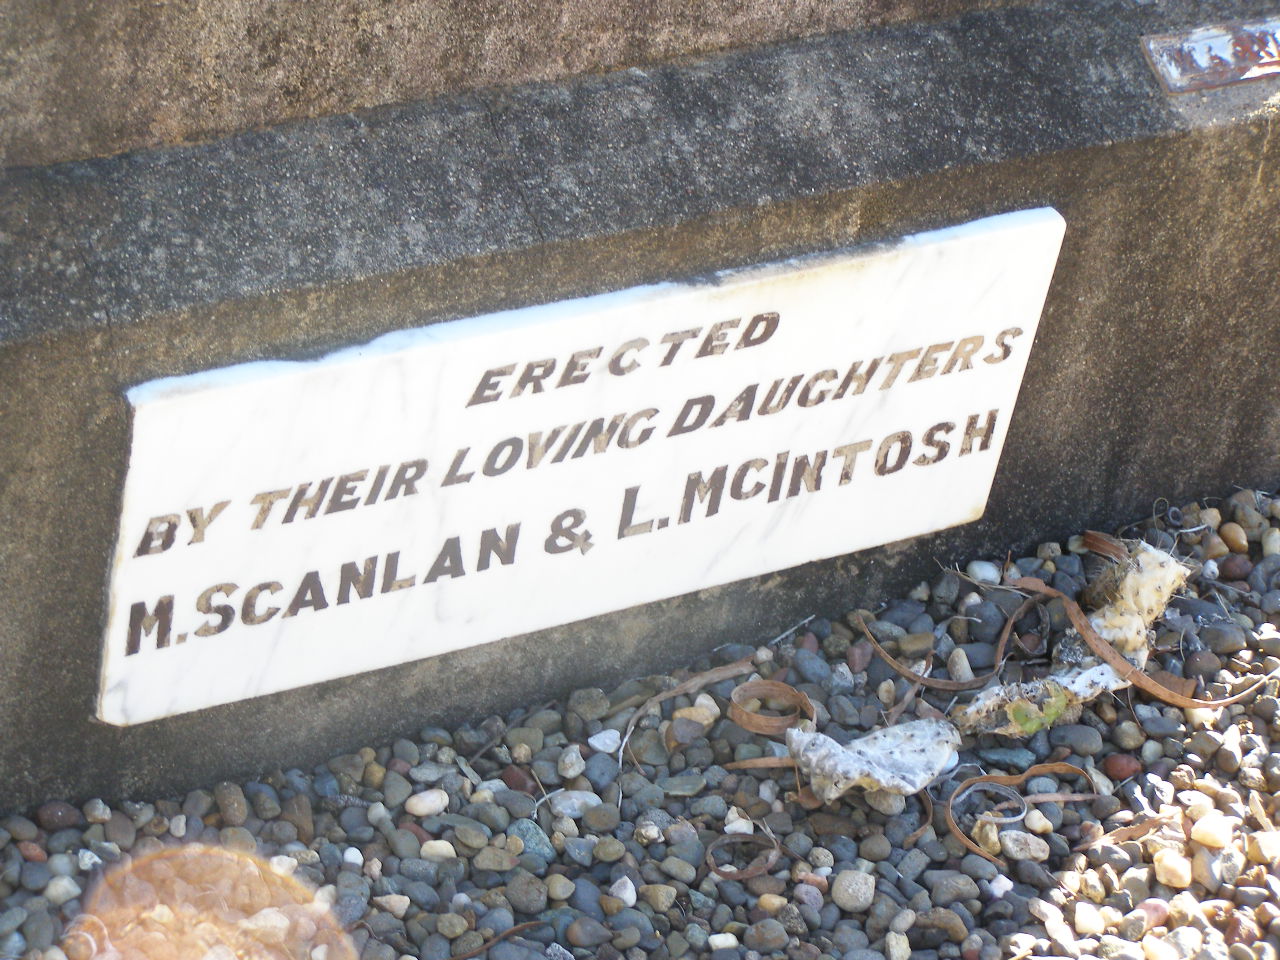 ERECTED
BY THEIR LOVING DAUGHTERS
M. SCANLAN & L. MCINTOSH